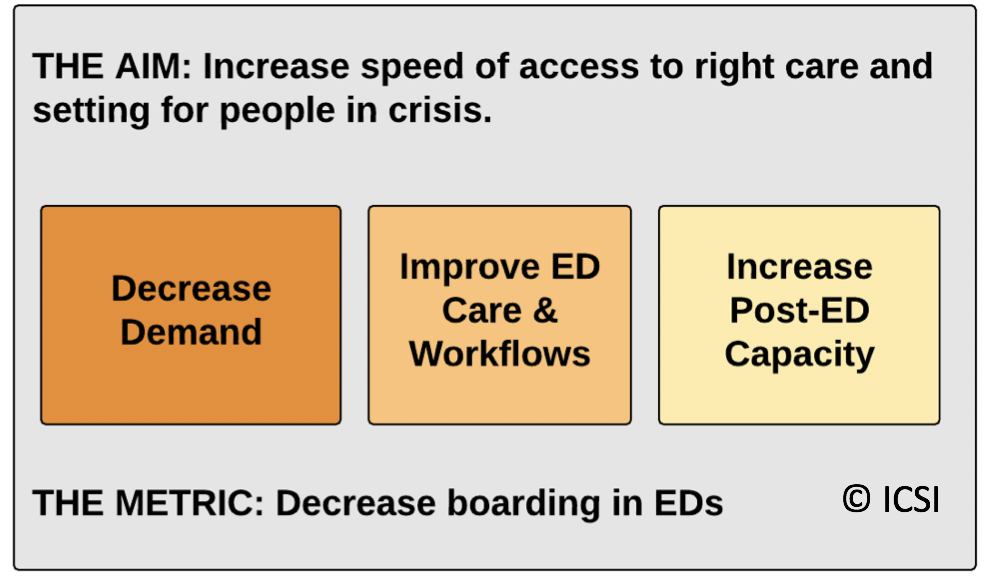 THE AIM: Increase speed of access to right care and
setting for people in crisis.
Decrease
Demand
Improve ED
Care &
Workflows
Increase
Post-ED
Capacity
THE METRIC: Decrease boarding in EDs
© ICSI